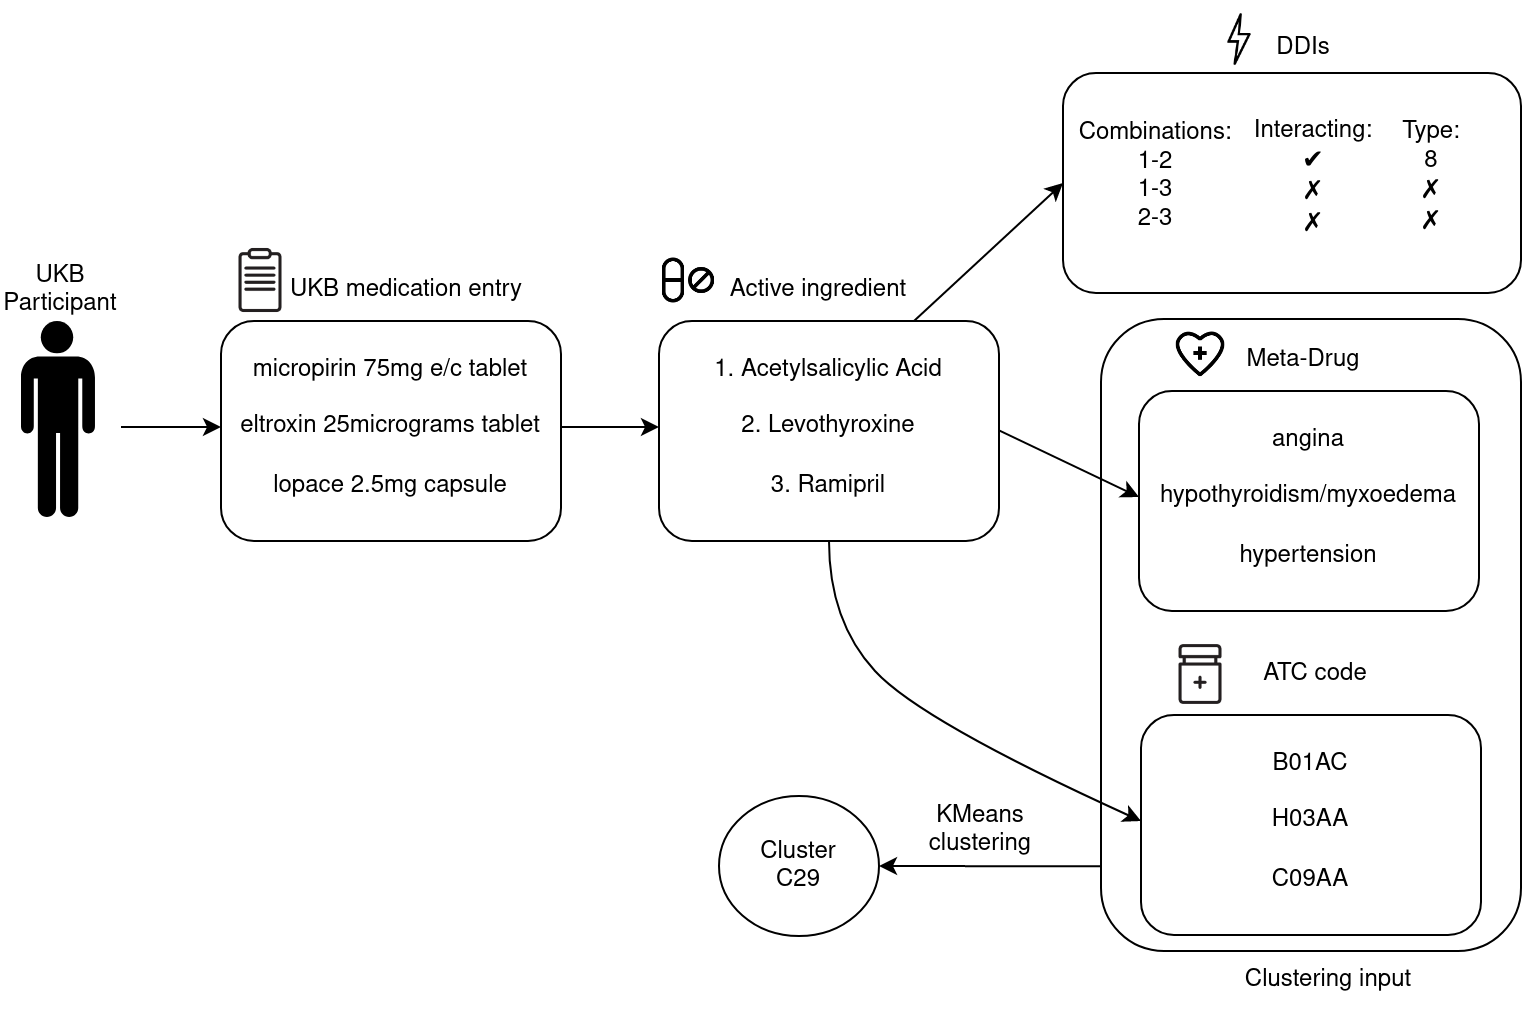 UKB
Participant
UKB medication entry
micropirin 75mg e/c tablet
eltroxin 25micrograms tablet
lopace 2.5mg capsule
Active ingredient
1. Acetylsalicylic Acid
2. Levothyroxine
3. Ramipril
DDIs
Combinations: Interacting: Type:
1-2 ✔ 8
1-3 ✗ ✗
2-3 ✗ ✗
Meta-Drug
angina
hypothyroidism/myxoedema
hypertension
ATC code
B01AC
H03AA
C09AA
Clustering input
KMeans
clustering
Cluster
C29